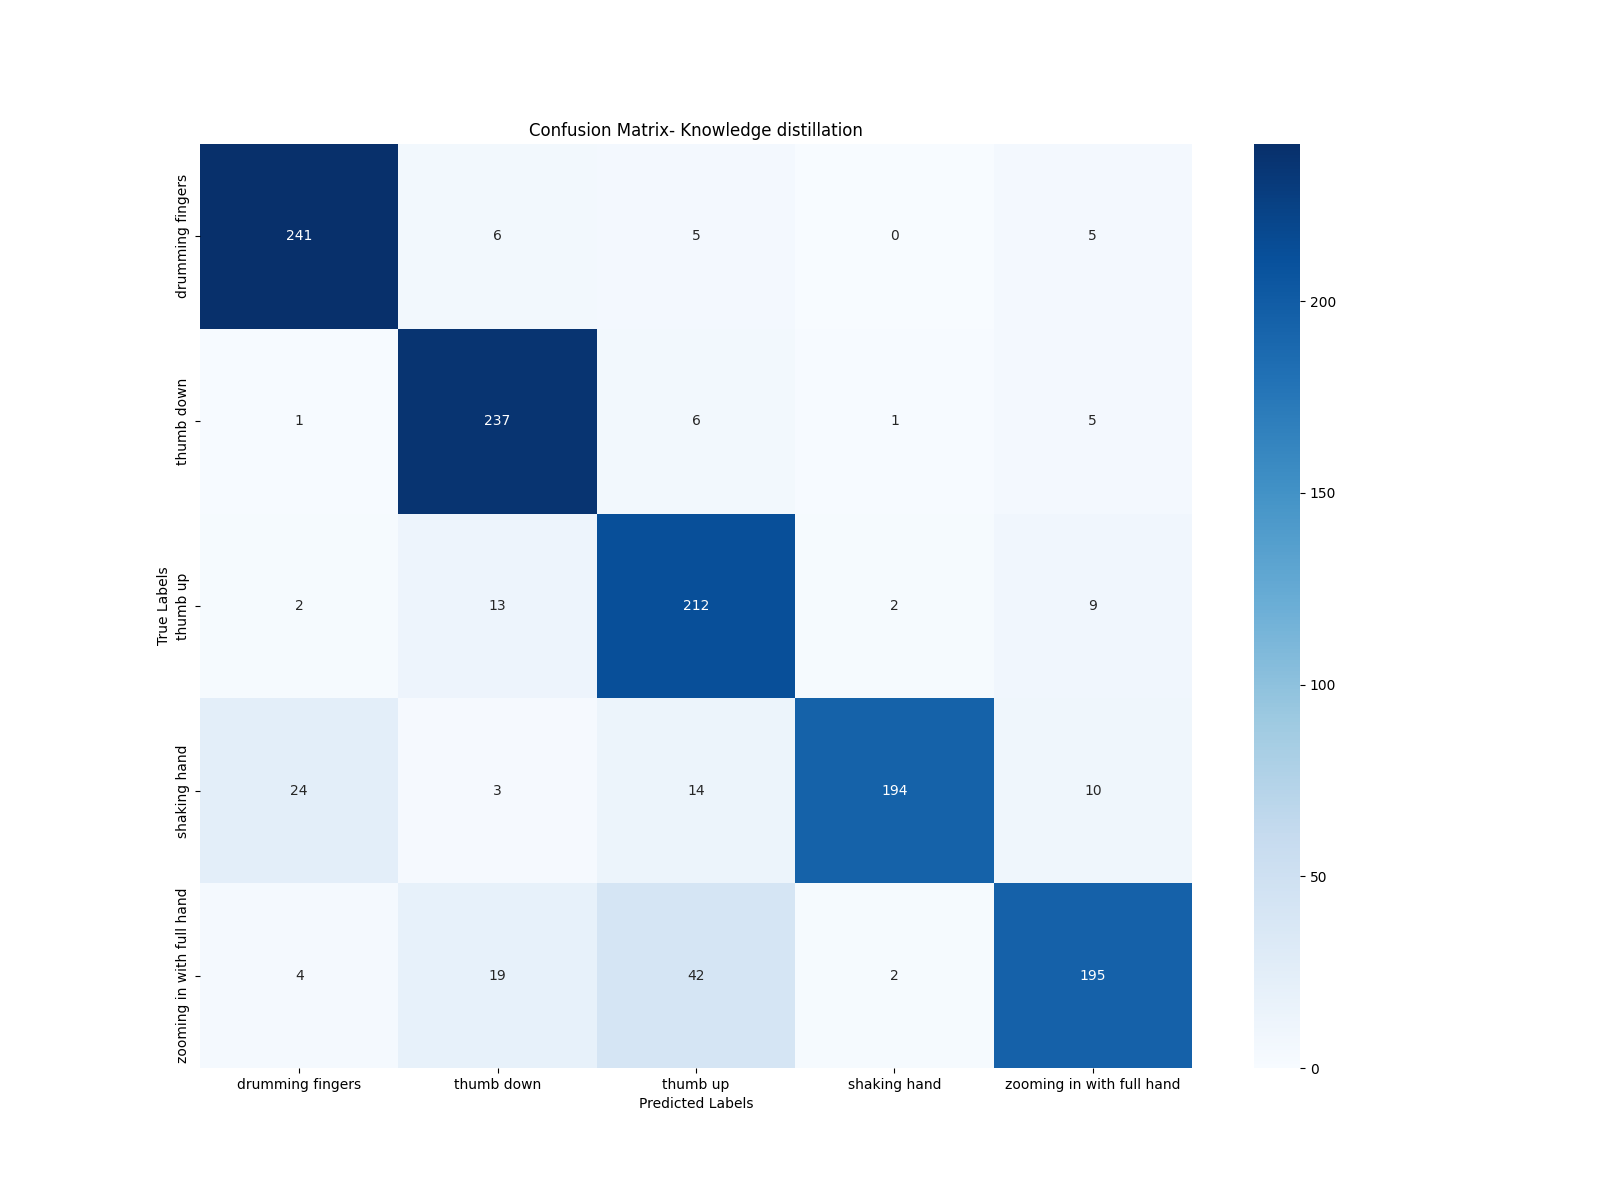 Confusion Matrix- Knowledge distillation
True Labels
drumming fingers
241 6 5 0 5
thumb down
1 237 6 1 5
thumb up
2 13 212 2 9
shaking hand
24 3 14 194 10
zooming in with full hand
4 19 42 2 195
drumming fingers thumb down thumb up shaking hand zooming in with full hand
Predicted Labels
200
150
100
50
0